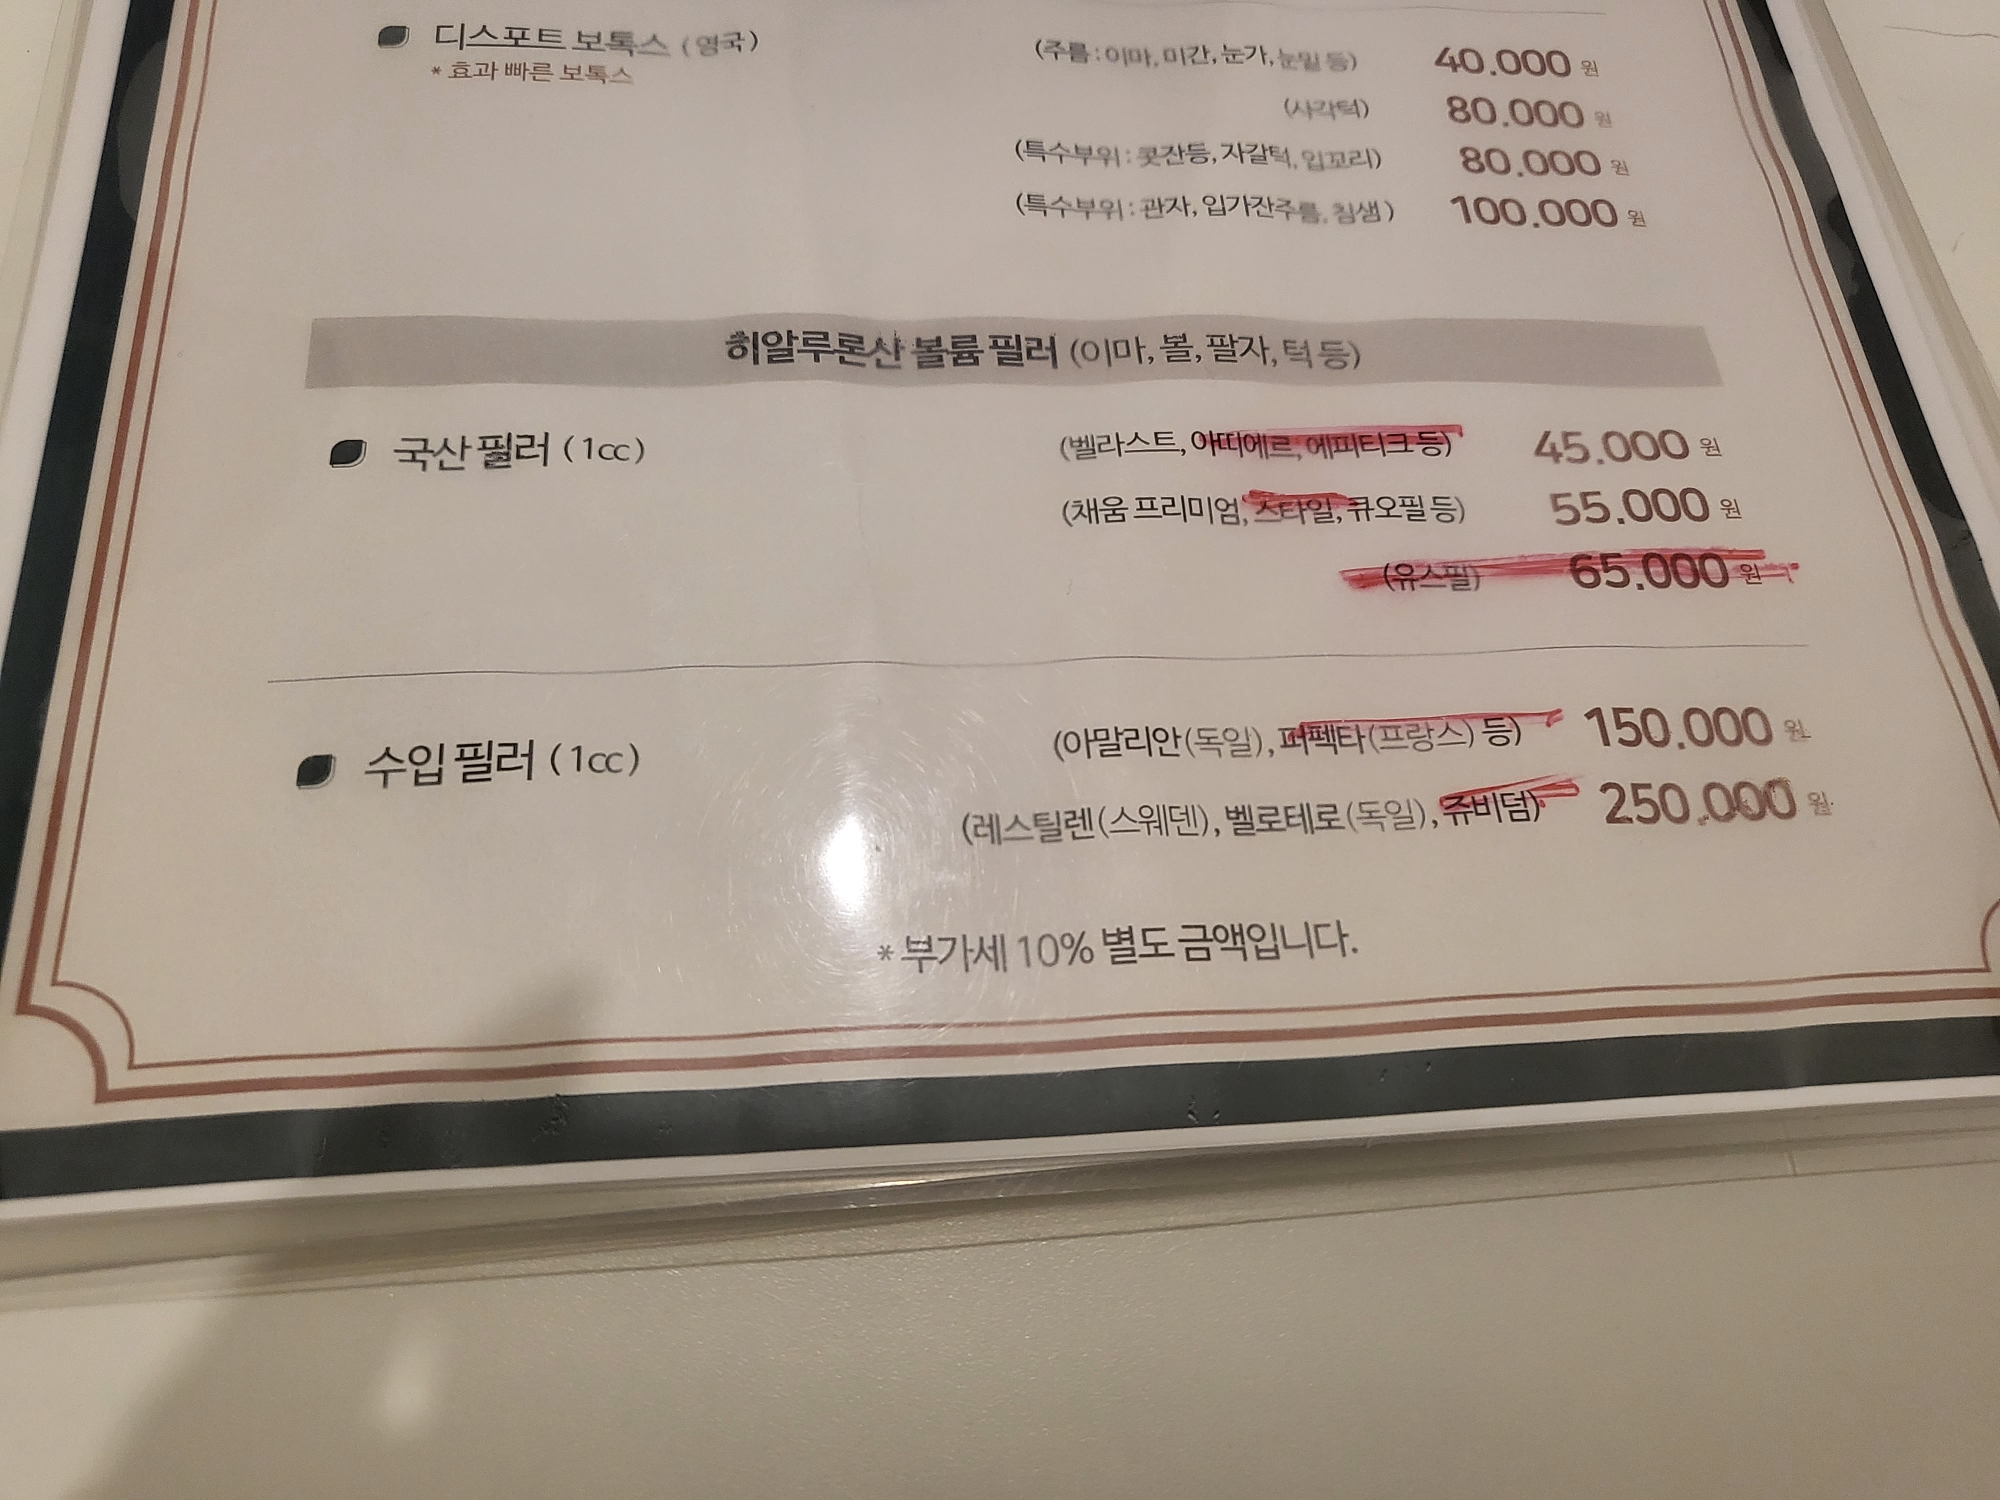 디스포트 보톡스 (영국)
* 효과 빠른 보톡스
(주름 : 이마, 미간, 눈가, 눈밑 등) 40.000 원
(사각턱) 80.000 원
(특수부위 : 콧잔등, 자갈턱, 입꼬리) 80.000 원
(특수부위 : 관자, 입가잔주름, 침샘) 100.000 원
히알루론산 볼륨 필러 (이마, 볼, 팔자, 턱 등)
국산 필러 (1cc) (벨라스트, 아띠에르, 에피티크 등) 45.000 원
(채움 프리미엄, 스타일, 큐오필 등) 55.000 원
(유스필) 65.000 원
수입 필러 (1cc) (아말리안(독일), 퍼펙타(프랑스) 등) 150.000 원
(레스틸렌(스웨덴), 벨로테로(독일), 쥬비덤) 250.000 원
* 부가세 10% 별도 금액입니다.